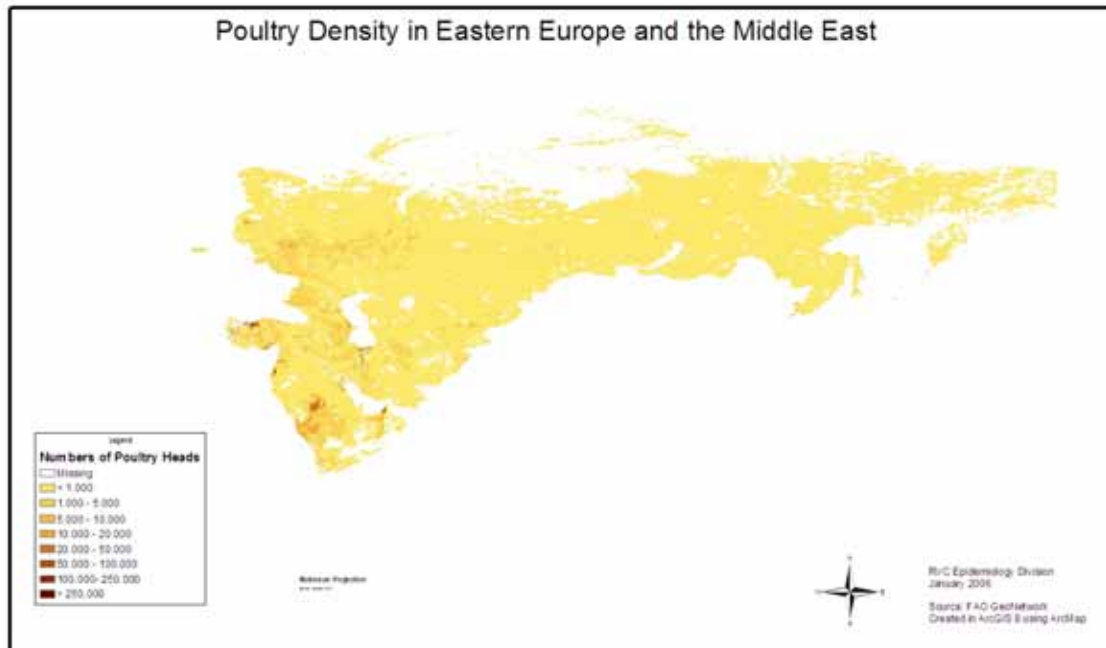 Poultry Density in Eastern Europe and the Middle East
Legend
Numbers of Poultry Heads
Missing
< 1.000
1.000 - 5.000
5.000 - 10.000
10.000 - 20.000
20.000 - 50.000
50.000 - 100.000
100.000- 250.000
> 250.000
Robinson Projection
RVC Epidemiology Division
January 2006
Source: FAO GeoNetwork
Created in ArcGIS 9 using ArcMap